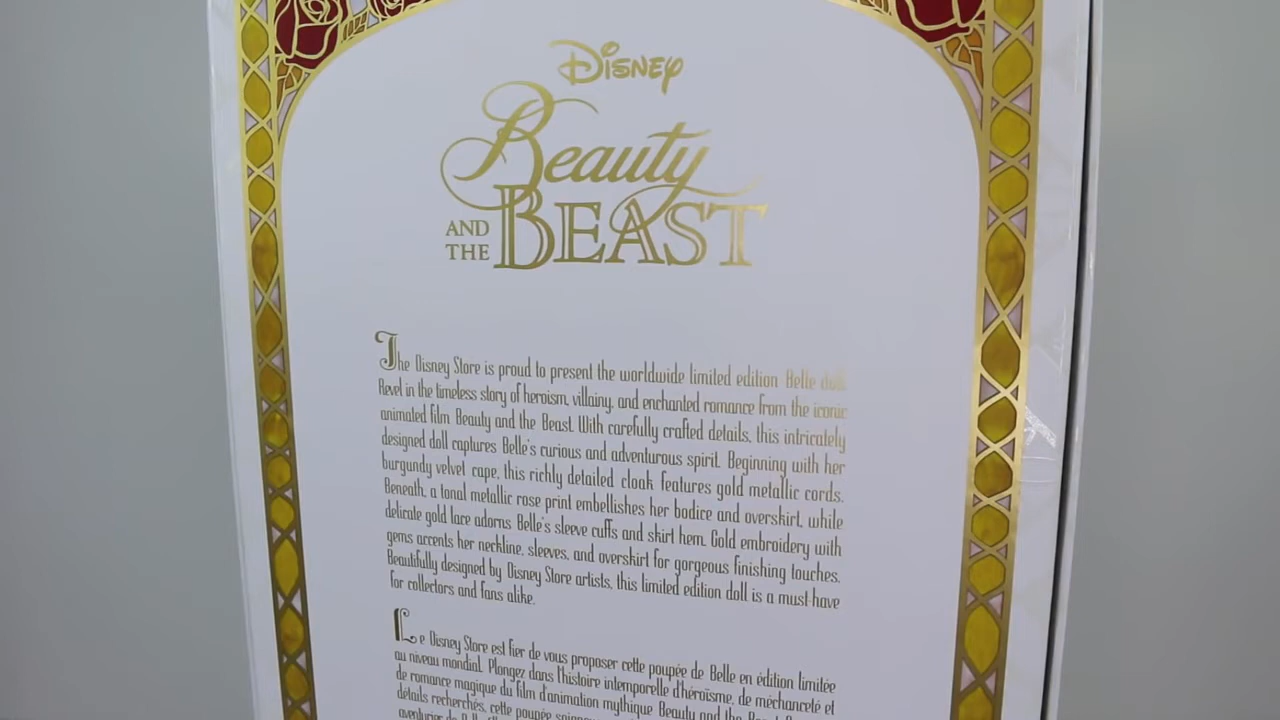 Disney
Beauty
AND
THE
BEAST
The Disney Store is proud to present the worldwide limited edition Belle doll.
Revel in the timeless story of heroism, villainy, and enchanted romance from the iconic
animated film Beauty and the Beast. With carefully crafted details, this intricately
designed doll captures Belle's curious and adventurous spirit. Beginning with her
burgundy velvet cape, this richly detailed cloak features gold metallic cords.
Beneath, a tonal metallic rose print embellishes her bodice and overskirt, while
delicate gold lace adorns Belle's sleeve cuffs and skirt hem. Gold embroidery with
gems accents her neckline, sleeves, and overskirt for gorgeous finishing touches.
Beautifully designed by Disney Store artists, this limited edition doll is a must-have
for collectors and fans alike.
Le Disney Store est fier de vous proposer cette poupée de Belle en édition limitée
au niveau mondial. Plongez dans l'histoire intemporelle d'héroïsme, de méchanceté et
de romance magique du film d'animation mythique Beauty and the
détails recherchés, cette poupée